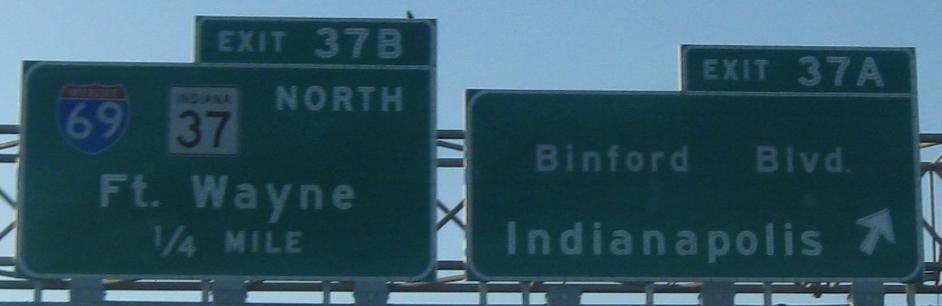 EXIT 37B
69 INDIANA 37 NORTH
Ft. Wayne
1/4 MILE
EXIT 37A
Binford Blvd.
Indianapolis